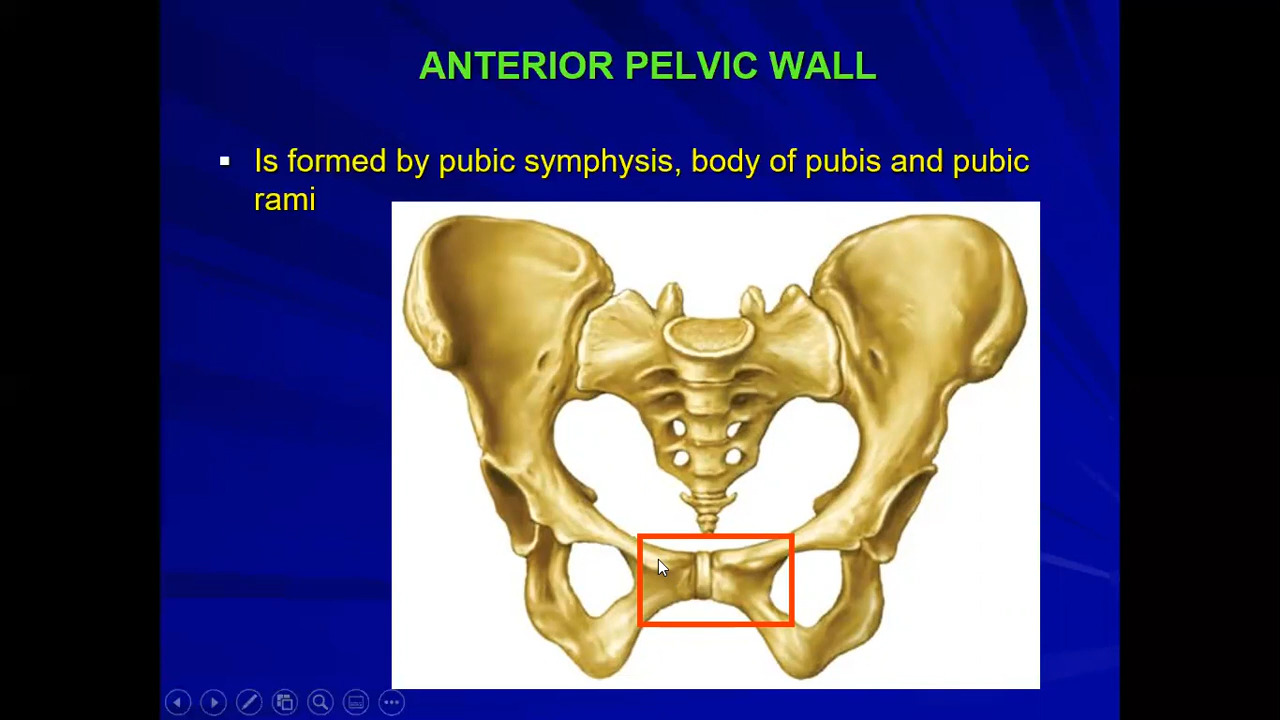 ANTERIOR PELVIC WALL
Is formed by pubic symphysis, body of pubis and pubic
rami